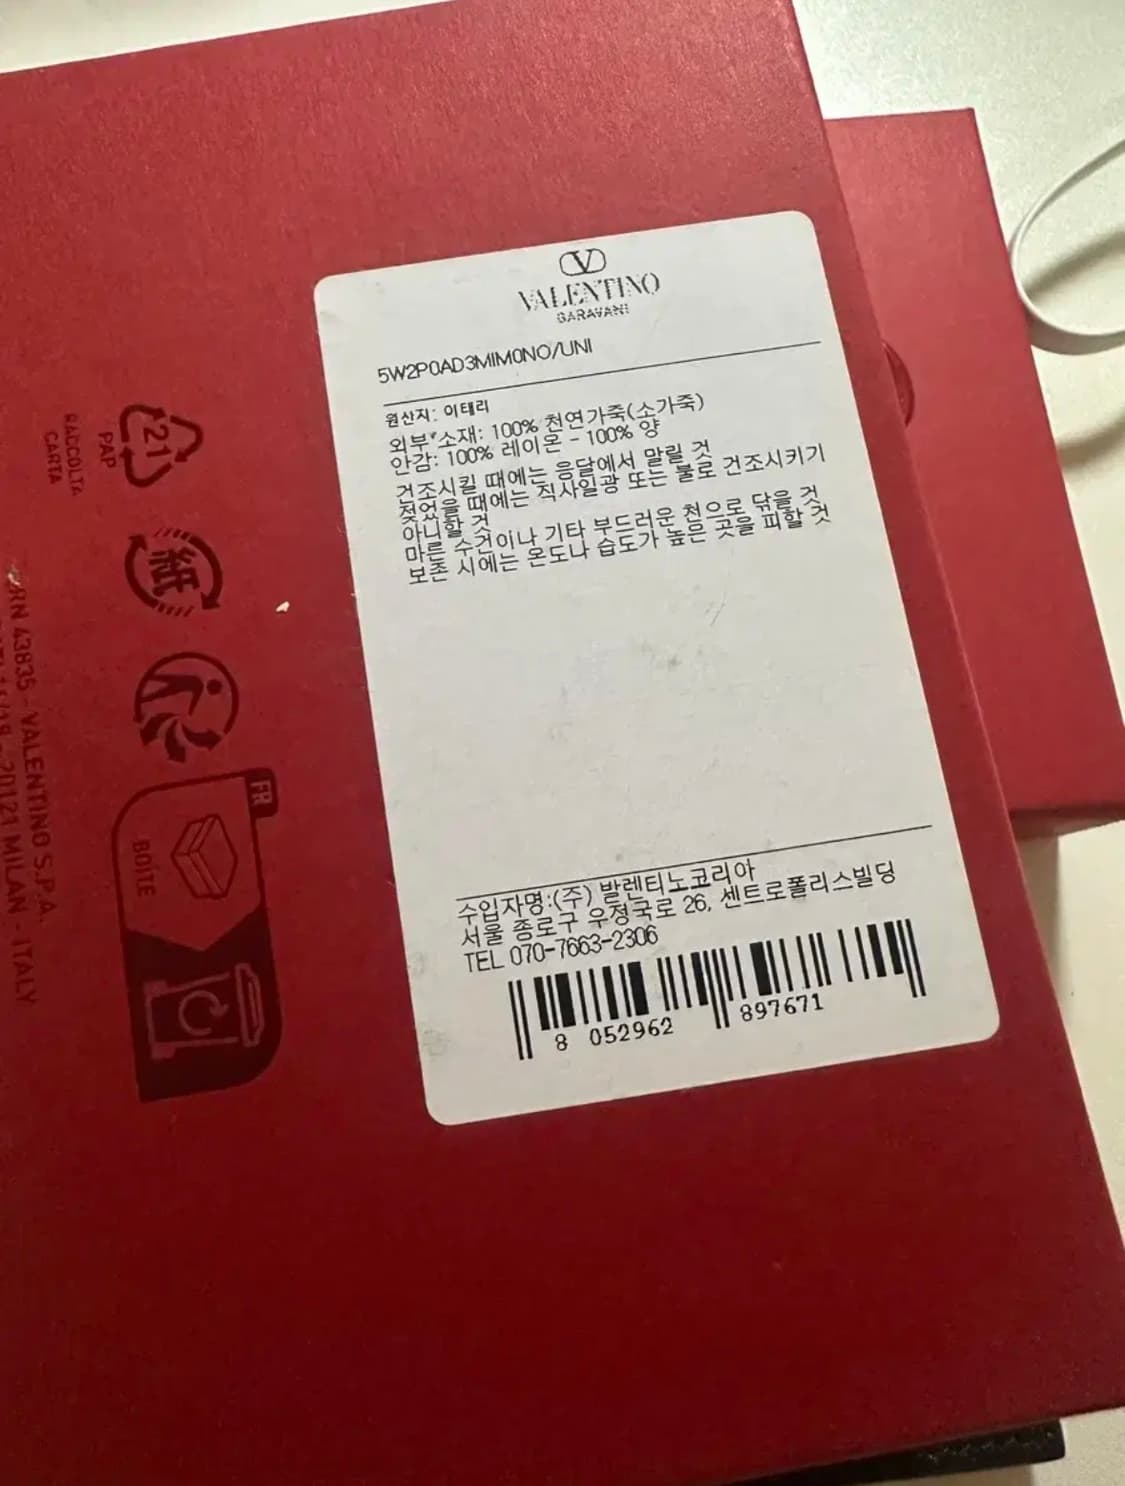 VALENTINO
GARAVANI
5W2P0AD3MIM0NO/UNI
원산지: 이태리
외부 소재: 100% 천연가죽(소가죽)
안감: 100% 레이온 - 100% 양
건조시킬 때에는 응달에서 말릴 것
젖었을 때에는 직사일광 또는 불로 건조시키기
아니할 것
마른 수건이나 기타 부드러운 천으로 닦을 것
보존 시에는 온도나 습도가 높은 곳을 피할 것
수입자명:(주) 발렌티노코리아
서울 종로구 우정국로 26, 센트로폴리스빌딩
TEL 070-7663-2306
8 052962 897671
21
PAP
RACCOLTA
CARTA
紙
FR
BOÎTE
RN 43835 - VALENTINO S.P.A.
20121 MILAN - ITALY